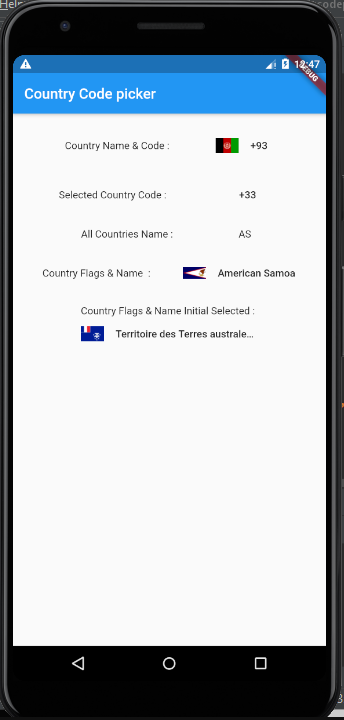 Hel
12:47
DEBUG
Country Code picker
Country Name & Code : +93
Selected Country Code : +33
All Countries Name : AS
Country Flags & Name : American Samoa
Country Flags & Name Initial Selected :
Territoire des Terres australe...